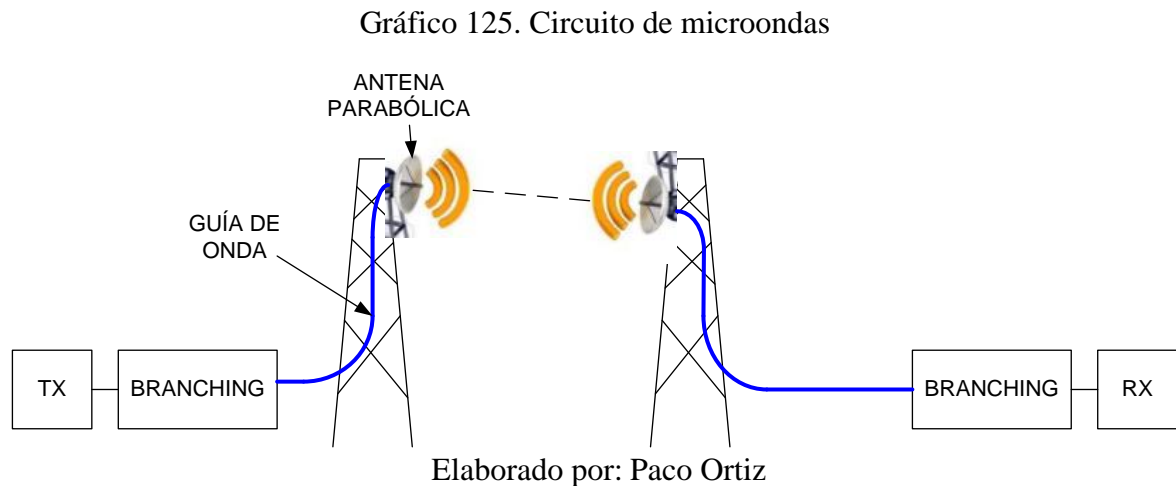 Gráfico 125. Circuito de microondas
ANTENA
PARABÓLICA
GUÍA DE
ONDA
TX
BRANCHING
BRANCHING
RX
Elaborado por: Paco Ortiz